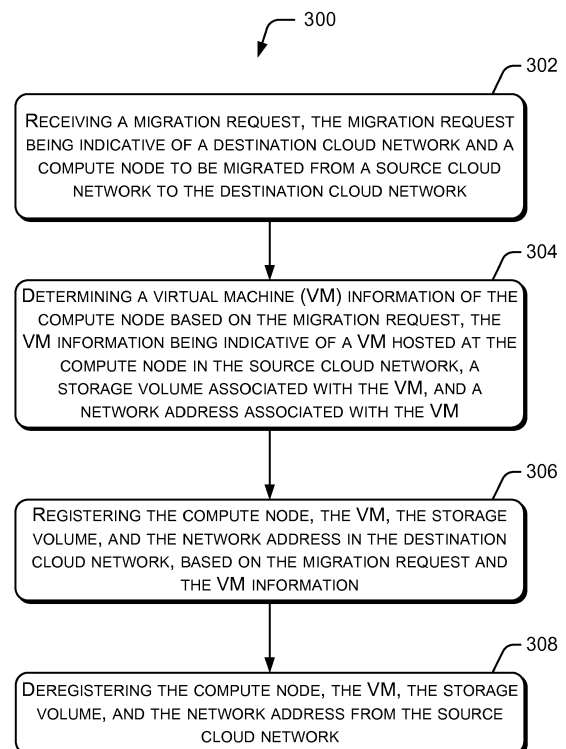 300
302
RECEIVING A MIGRATION REQUEST, THE MIGRATION REQUEST
BEING INDICATIVE OF A DESTINATION CLOUD NETWORK AND A
COMPUTE NODE TO BE MIGRATED FROM A SOURCE CLOUD
NETWORK TO THE DESTINATION CLOUD NETWORK
304
DETERMINING A VIRTUAL MACHINE (VM) INFORMATION OF THE
COMPUTE NODE BASED ON THE MIGRATION REQUEST, THE
VM INFORMATION BEING INDICATIVE OF A VM HOSTED AT THE
COMPUTE NODE IN THE SOURCE CLOUD NETWORK, A
STORAGE VOLUME ASSOCIATED WITH THE VM, AND A
NETWORK ADDRESS ASSOCIATED WITH THE VM
306
REGISTERING THE COMPUTE NODE, THE VM, THE STORAGE
VOLUME, AND THE NETWORK ADDRESS IN THE DESTINATION
CLOUD NETWORK, BASED ON THE MIGRATION REQUEST AND
THE VM INFORMATION
308
DEREGISTERING THE COMPUTE NODE, THE VM, THE STORAGE
VOLUME, AND THE NETWORK ADDRESS FROM THE SOURCE
CLOUD NETWORK